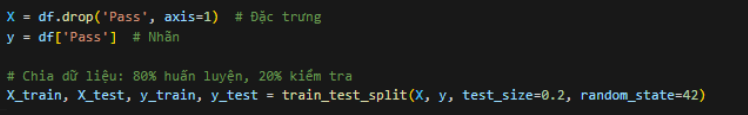 X = df.drop('Pass', axis=1)  # Đặc trưng
y = df['Pass']  # Nhãn
# Chia dữ liệu: 80% huấn luyện, 20% kiểm tra
X_train, X_test, y_train, y_test = train_test_split(X, y, test_size=0.2, random_state=42)